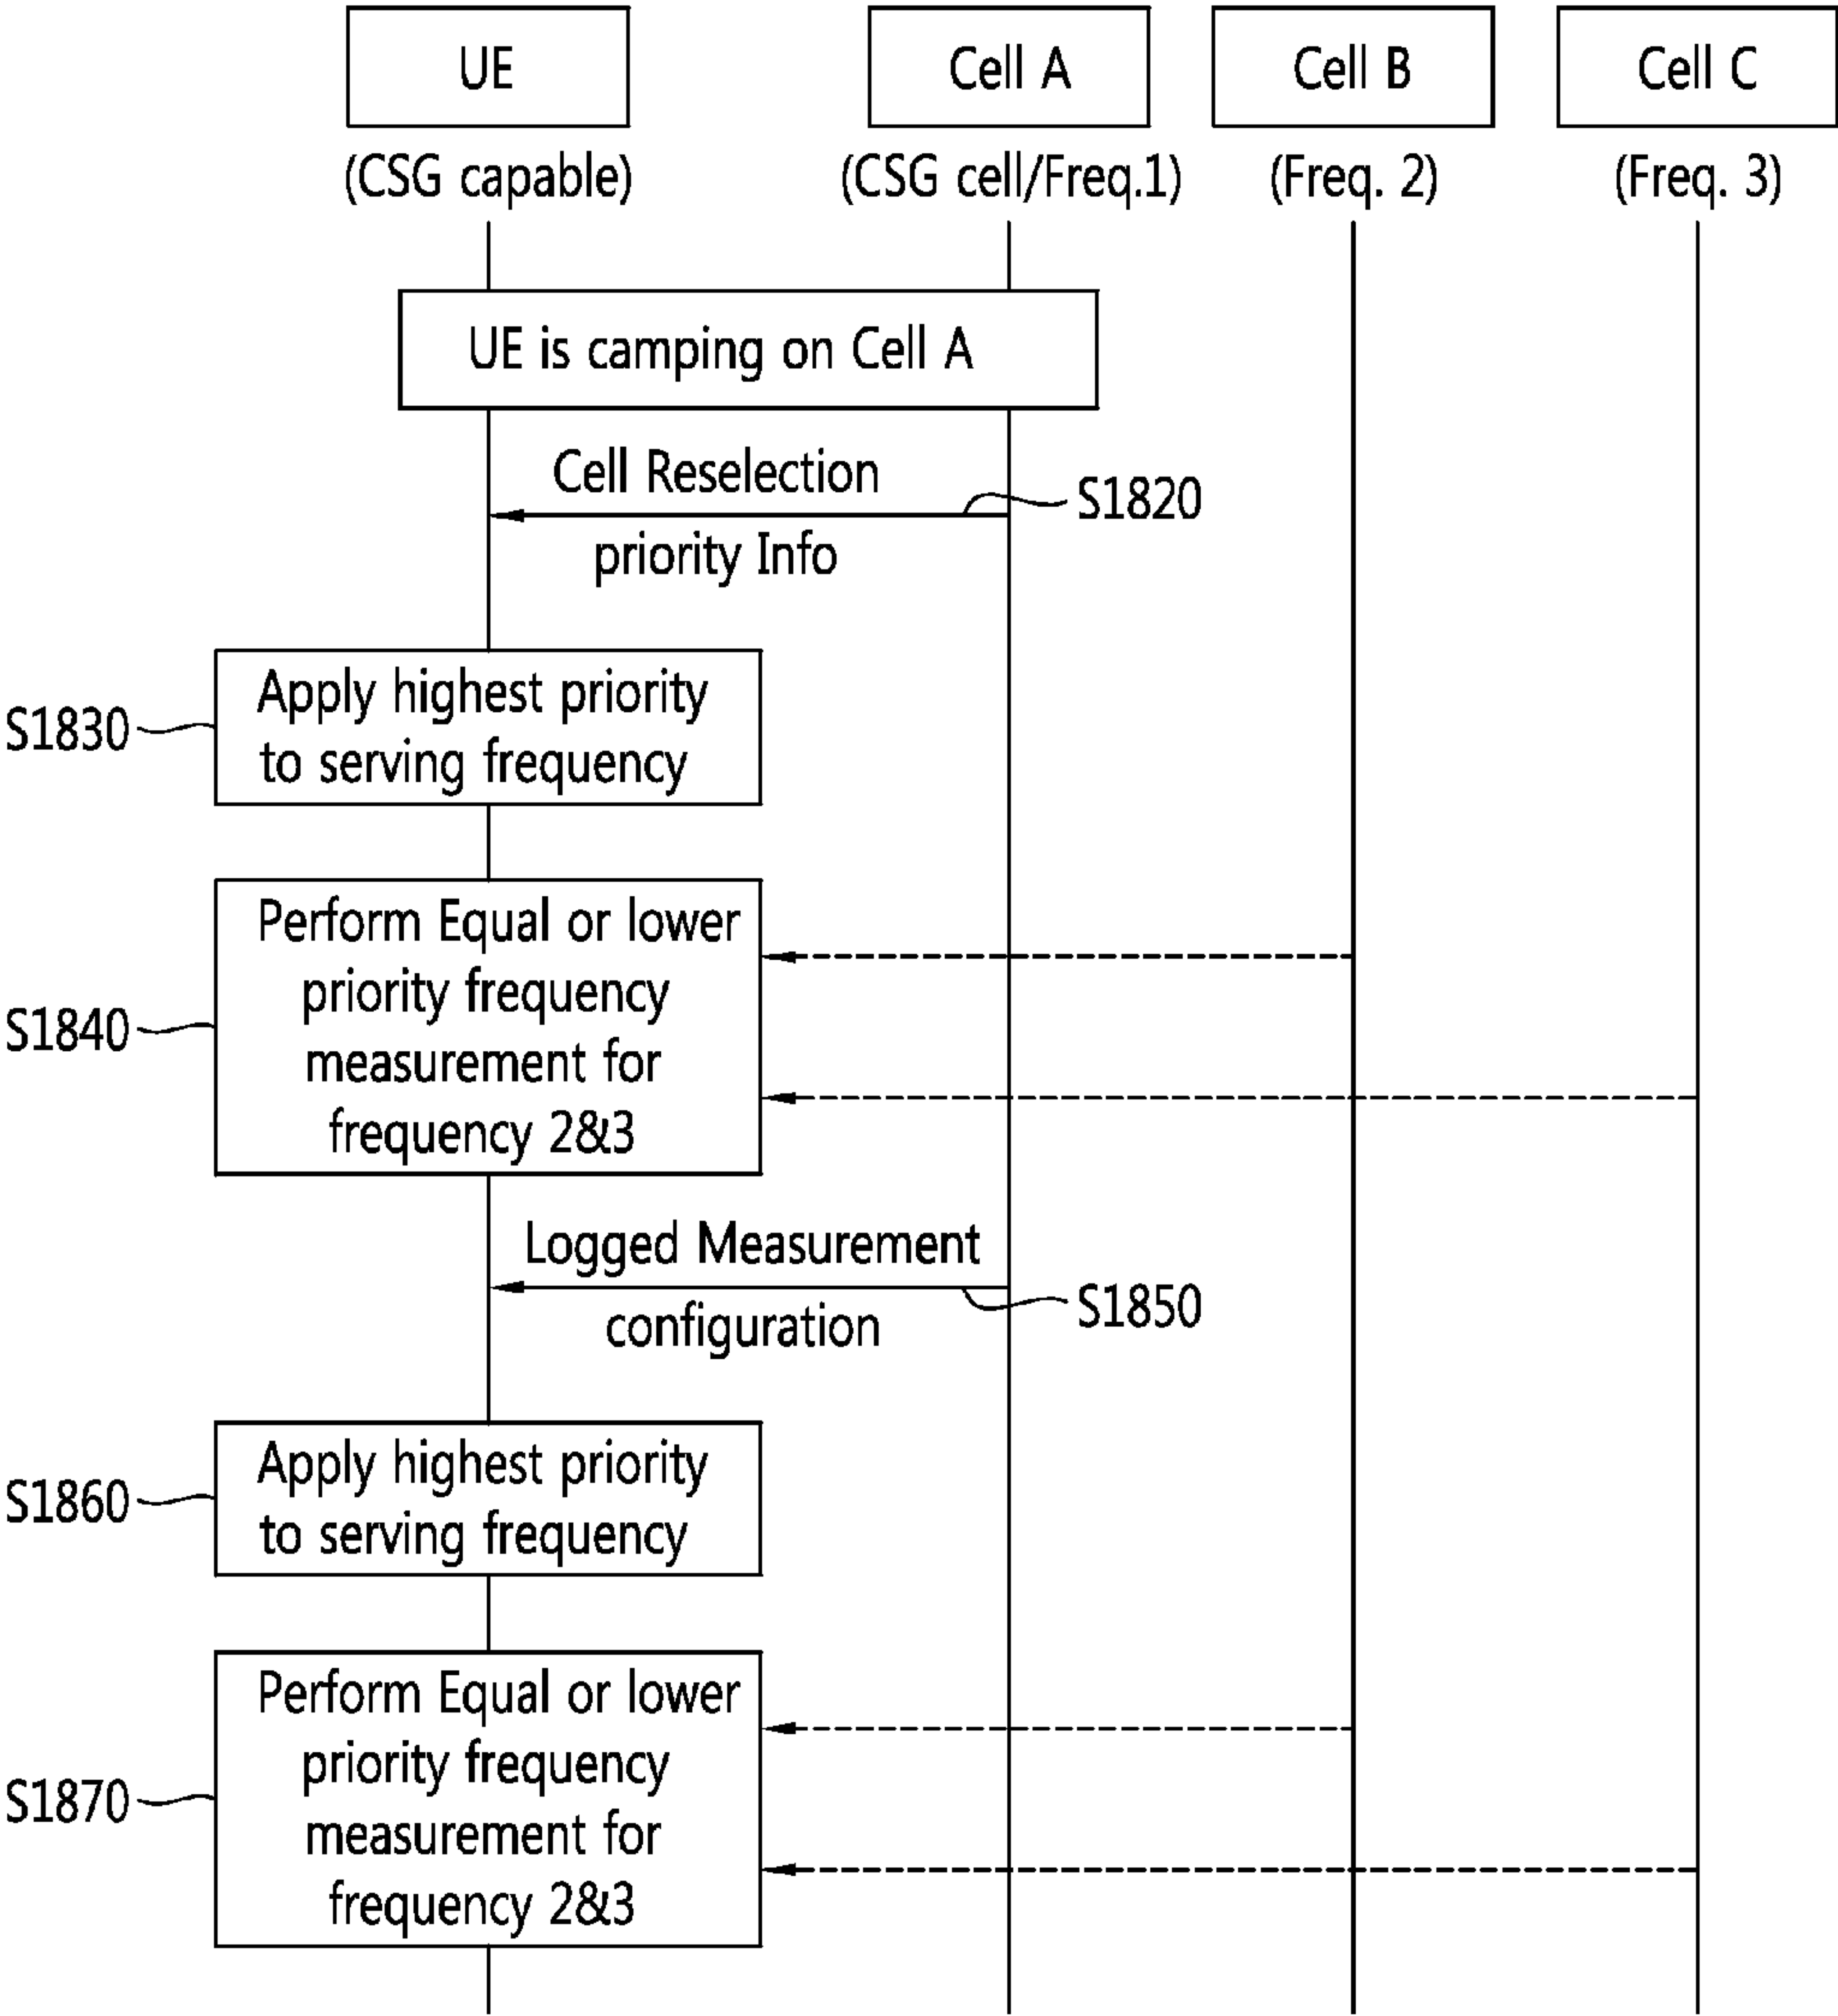 UE
Cell A
Cell B
Cell C
(CSG capable)
(CSG cell/Freq.1)
(Freq. 2)
(Freq. 3)
UE is camping on Cell A
Cell Reselection
S1820
priority Info
S1830
Apply highest priority
to serving frequency
S1840
Perform Equal or lower
priority frequency
measurement for
frequency 2&3
Logged Measurement
S1850
configuration
S1860
Apply highest priority
to serving frequency
S1870
Perform Equal or lower
priority frequency
measurement for
frequency 2&3